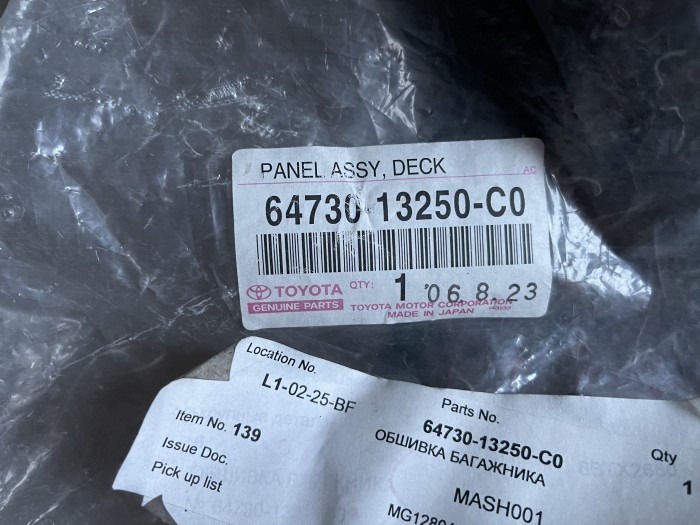 PANEL ASSY, DECK
AC
64730-13250-C0
TOYOTA QTY: 1 '06.8.23
GENUINE PARTS TOYOTA MOTOR CORPORATION
MADE IN JAPAN
Location No.
L1-02-25-BF
Parts No.
Item No. 139
64730-13250-C0
Qty
Issue Doc.
ОБШИВКА БАГАЖНИКА
1
Pick up list
MASH001